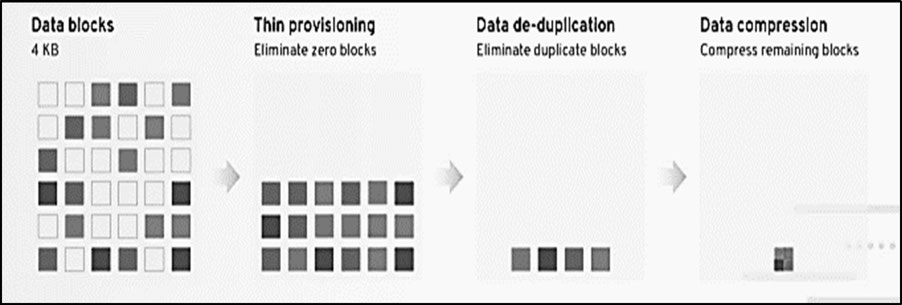 Data blocks
4 KB
Thin provisioning
Eliminate zero blocks
Data de-duplication
Eliminate duplicate blocks
Data compression
Compress remaining blocks